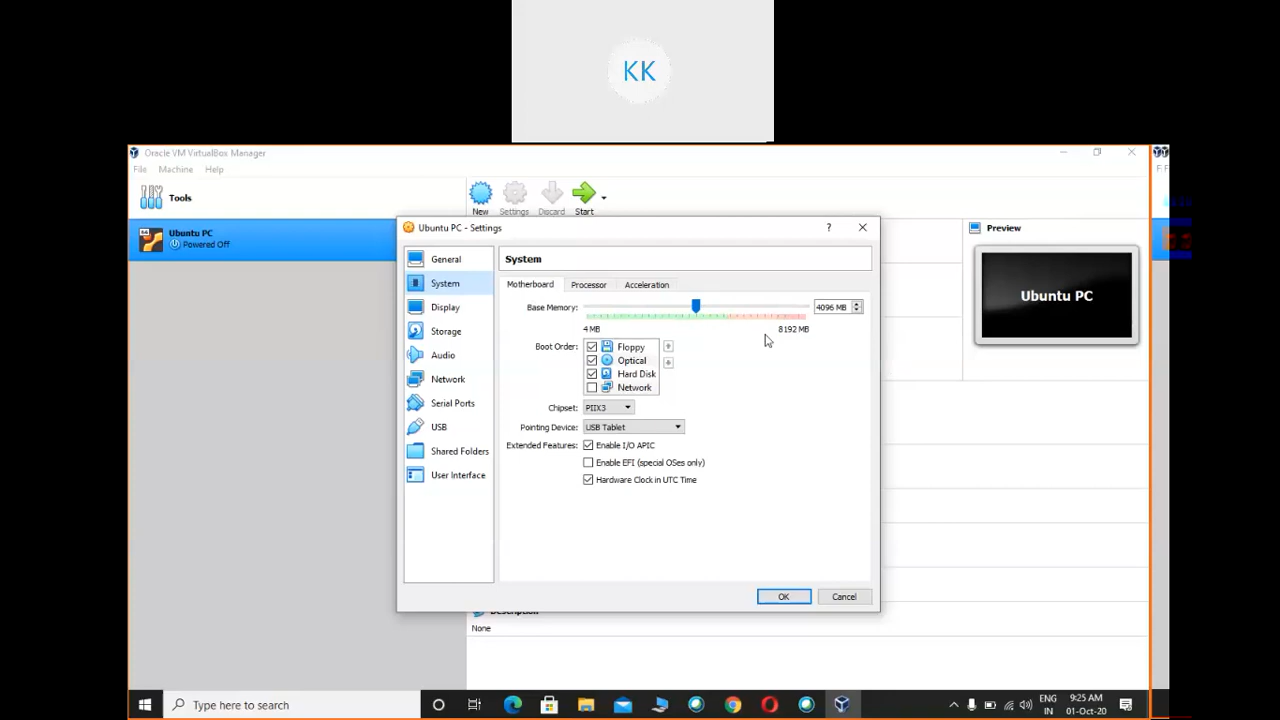 KK
Oracle VM VirtualBox Manager
File Machine Help
Tools
New Settings Discard Start
Ubuntu PC
Powered Off
Ubuntu PC - Settings
?
Preview
Ubuntu PC
General
System
Display
Storage
Audio
Network
Serial Ports
USB
Shared Folders
User Interface
System
Motherboard Processor Acceleration
Base Memory: 4096 MB
4 MB 8192 MB
Boot Order: Floppy
Optical
Hard Disk
Network
Chipset: PIIX3
Pointing Device: USB Tablet
Extended Features: Enable I/O APIC
Enable EFI (special OSes only)
Hardware Clock in UTC Time
OK Cancel
None
Type here to search
ENG
IN
9:25 AM
01-Oct-20